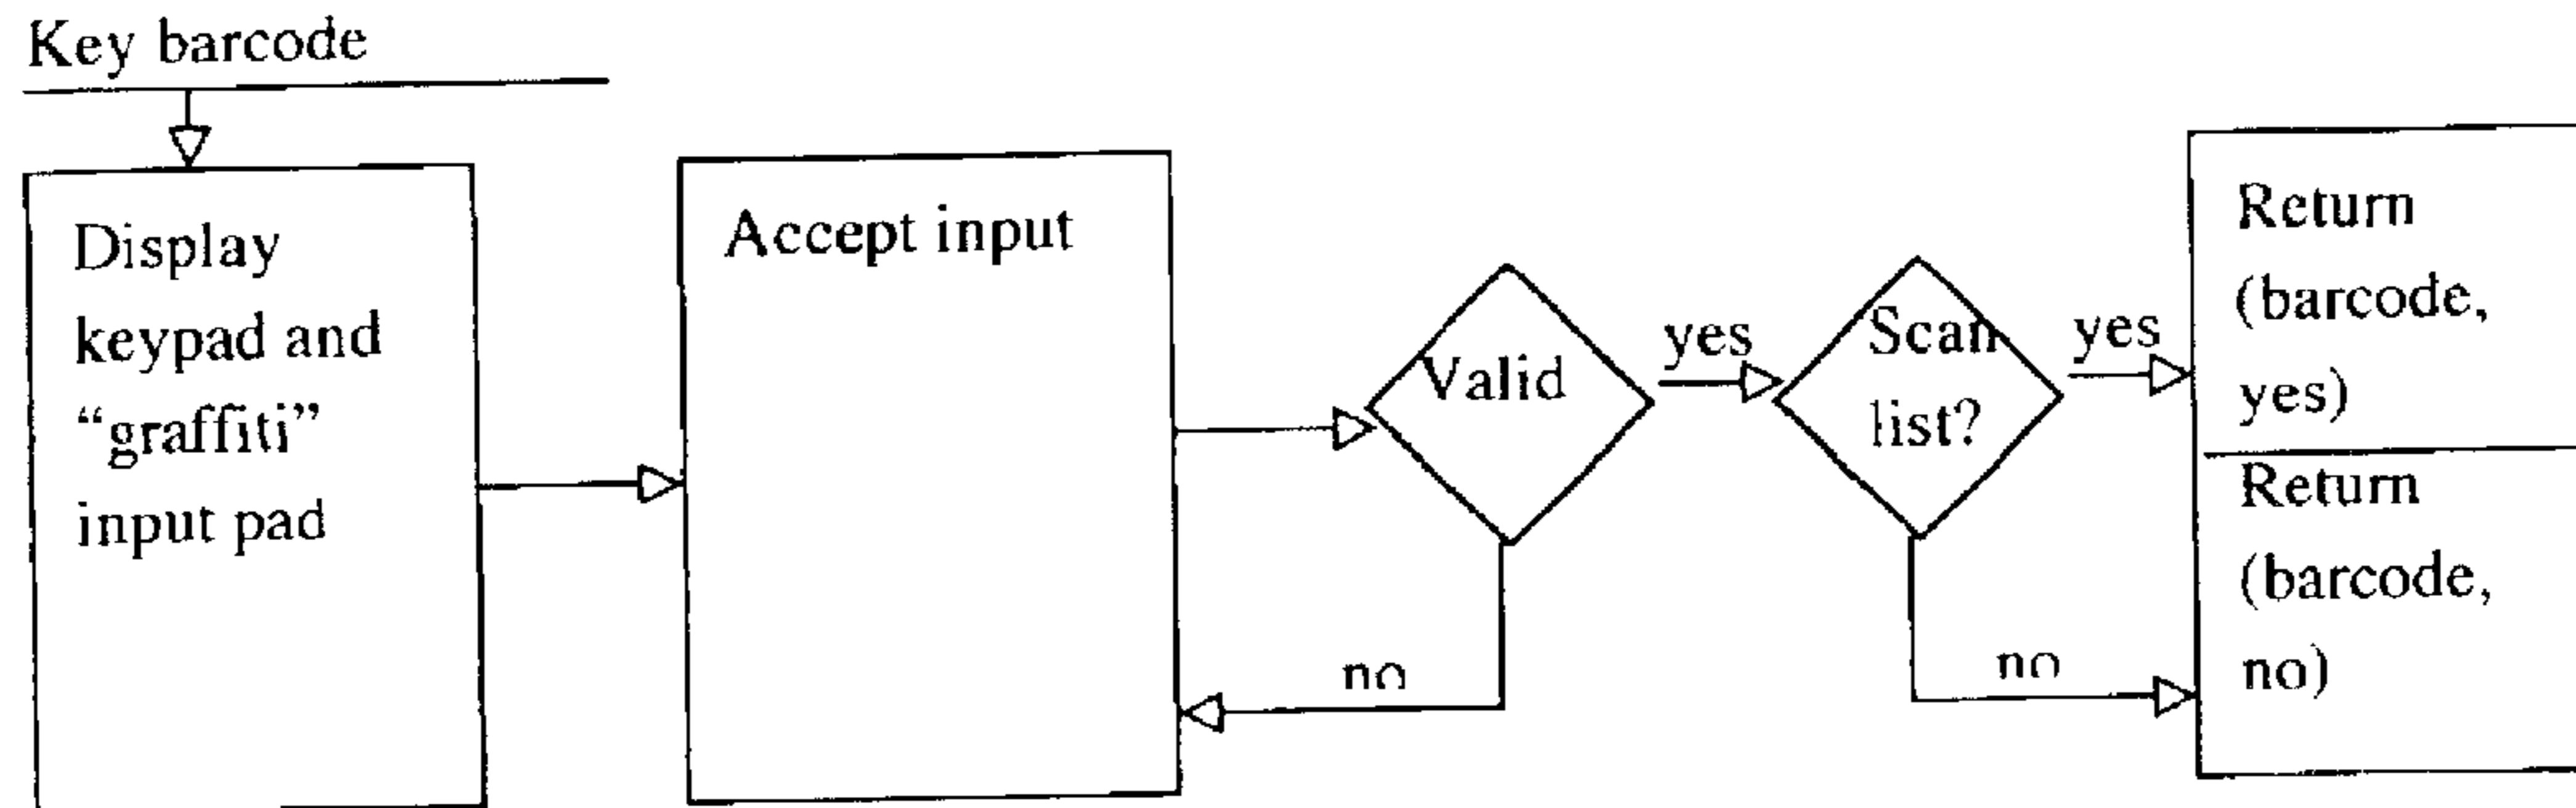 Key barcode
Display
keypad and
“graffiti”
input pad
Accept input
Valid
yes
no
Scan
list?
yes
no
Return
(barcode,
yes)
Return
(barcode,
no)